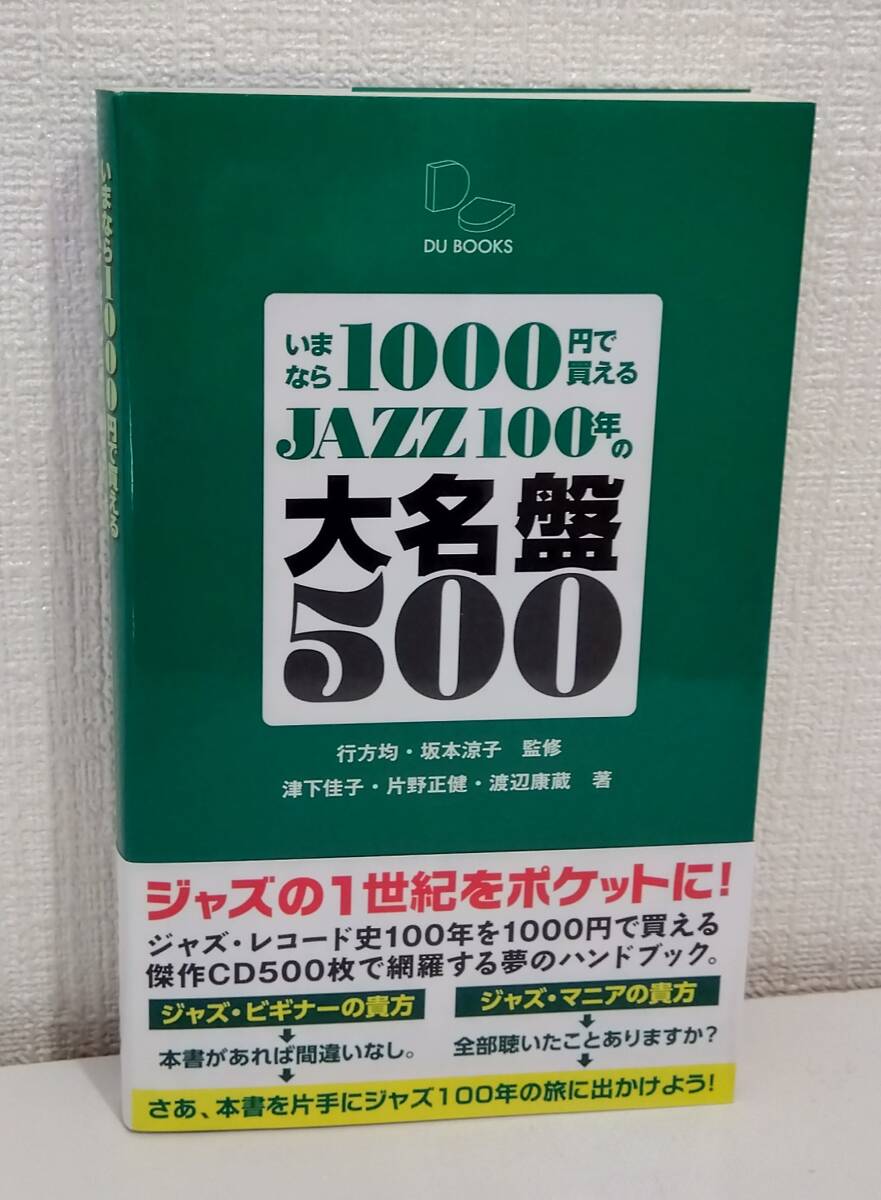 DU BOOKS
いま
なら1000円で
買える
JAZZ100年の
大名盤
500
行方均・坂本涼子 監修
津下佳子・片野正健・渡辺康蔵 著
ジャズの1世紀をポケットに!
ジャズ・レコード史100年を1000円で買える
傑作CD500枚で網羅する夢のハンドブック。
ジャズ・ビギナーの貴方
本書があれば間違いなし。
ジャズ・マニアの貴方
全部聴いたことありますか?
さあ、本書を片手にジャズ100年の旅に出かけよう!
いまなら1000円で買える